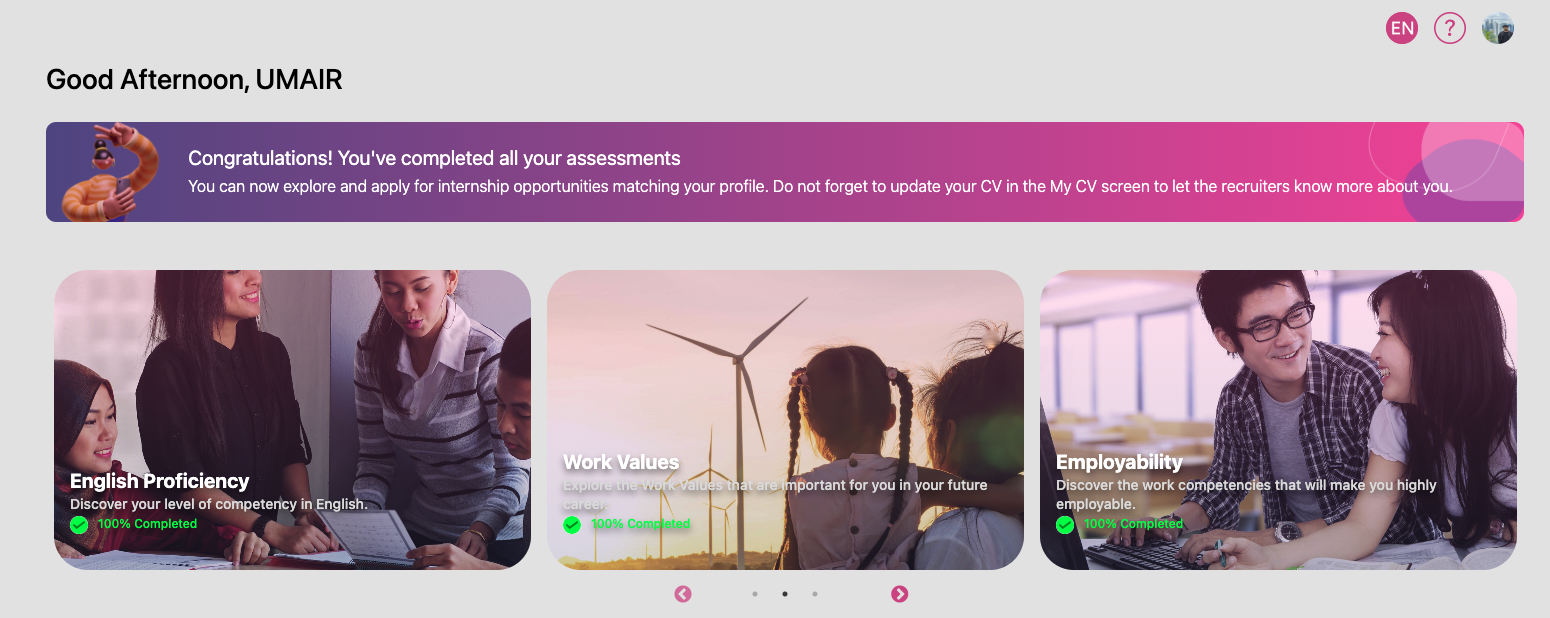 EN ?
Good Afternoon, UMAIR
Congratulations! You've completed all your assessments
You can now explore and apply for internship opportunities matching your profile. Do not forget to update your CV in the My CV screen to let the recruiters know more about you.
English Proficiency
Discover your level of competency in English.
100% Completed
Work Values
Explore the Work Values that are important for you in your future
career.
100% Completed
Employability
Discover the work competencies that will make you highly
employable.
100% Completed